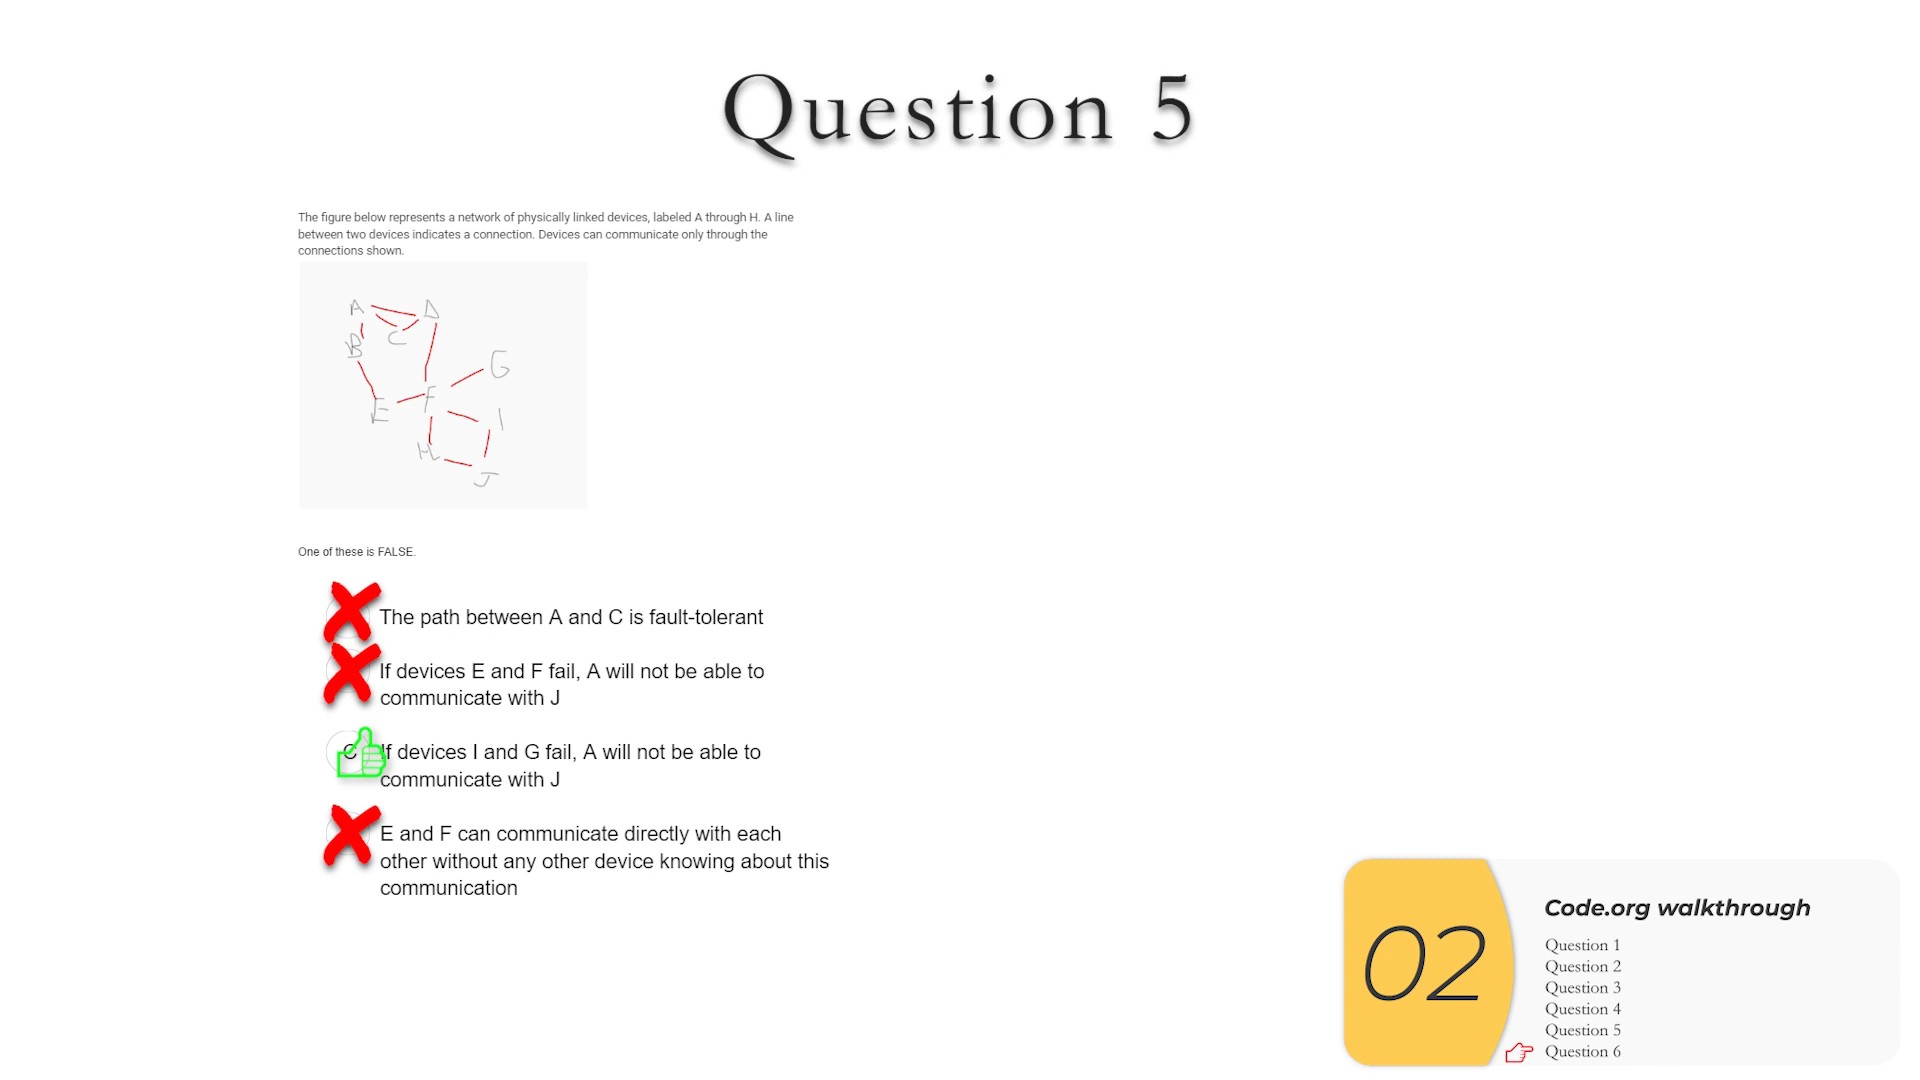 Question 5
The figure below represents a network of physically linked devices, labeled A through H. A line
between two devices indicates a connection. Devices can communicate only through the
connections shown.
A
D
B
C
G
E
F
I
H
J
One of these is FALSE.
The path between A and C is fault-tolerant
If devices E and F fail, A will not be able to
communicate with J
C
If devices I and G fail, A will not be able to
communicate with J
E and F can communicate directly with each
other without any other device knowing about this
communication
02
Code.org walkthrough
Question 1
Question 2
Question 3
Question 4
Question 5
Question 6